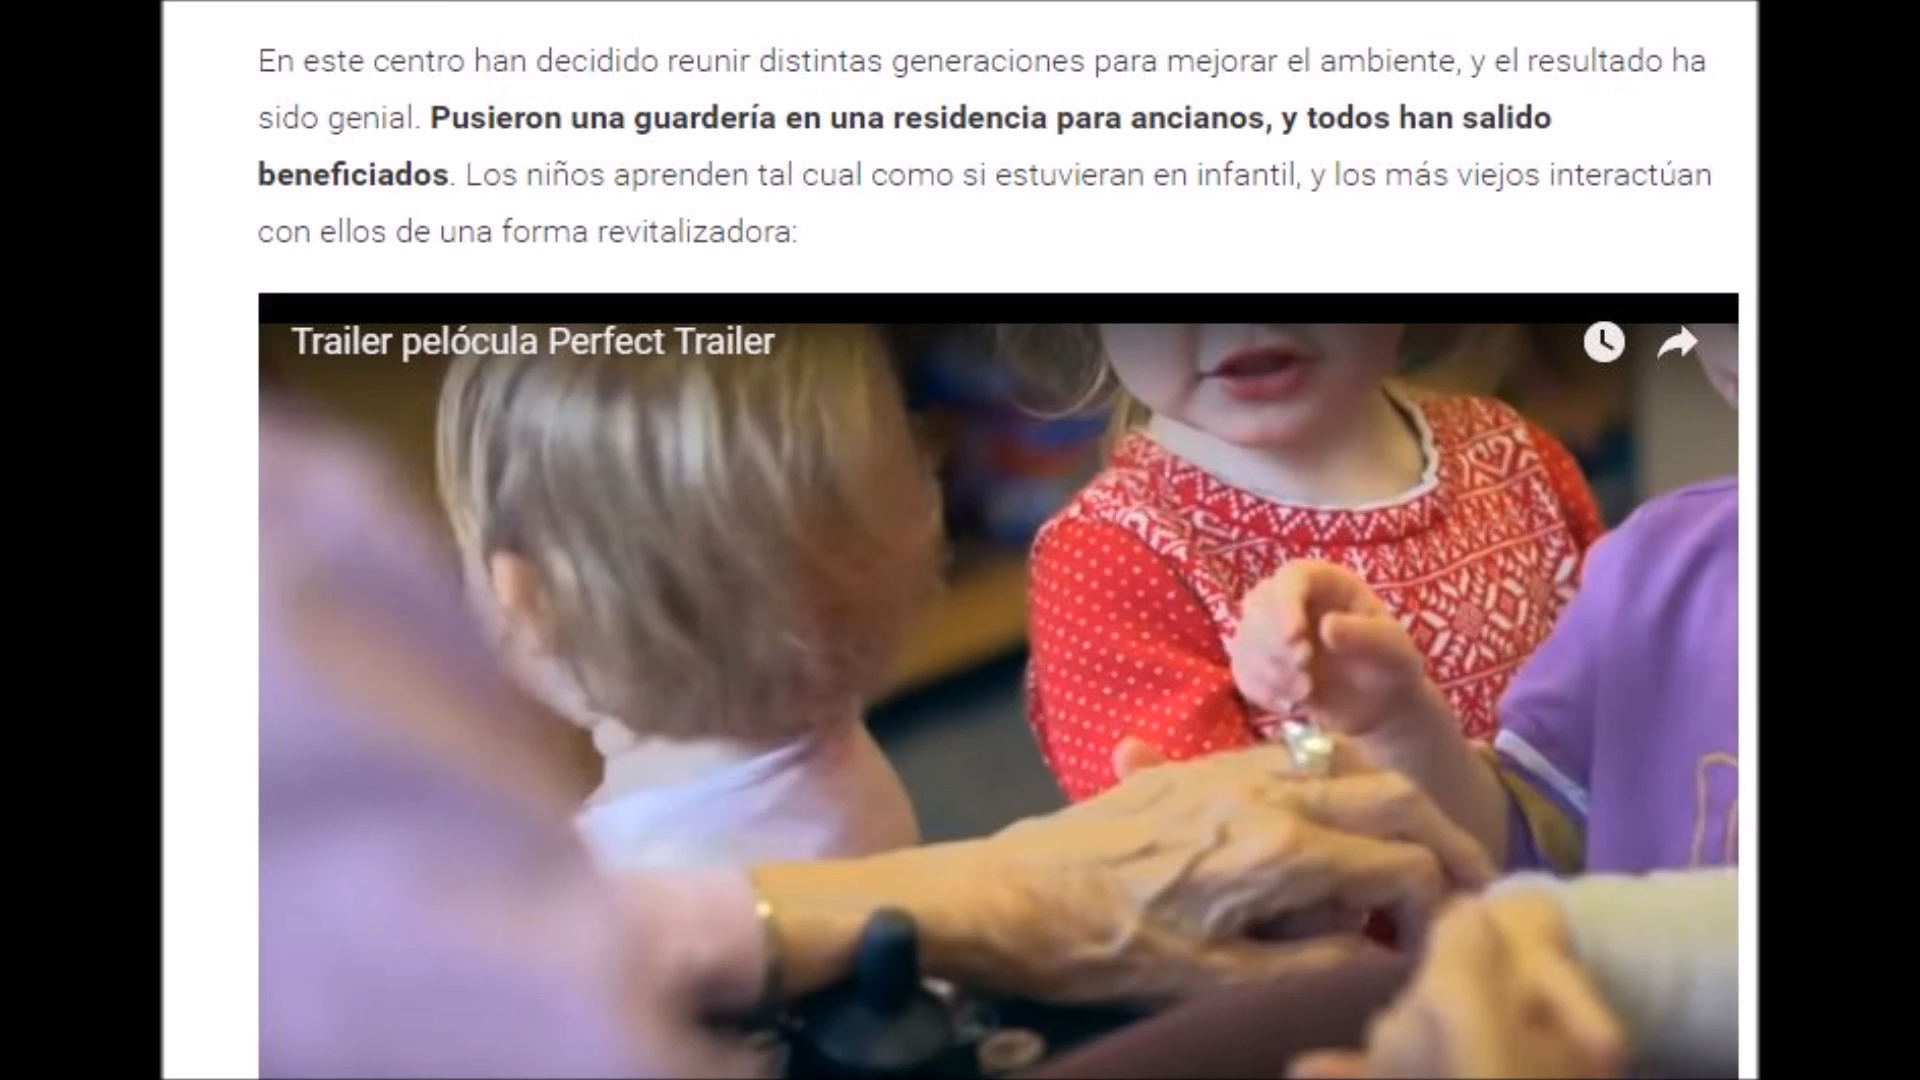 En este centro han decidido reunir distintas generaciones para mejorar el ambiente, y el resultado ha
sido genial. Pusieron una guardería en una residencia para ancianos, y todos han salido
beneficiados. Los niños aprenden tal cual como si estuvieran en infantil, y los más viejos interactúan
con ellos de una forma revitalizadora:
Trailer pelócula Perfect Trailer